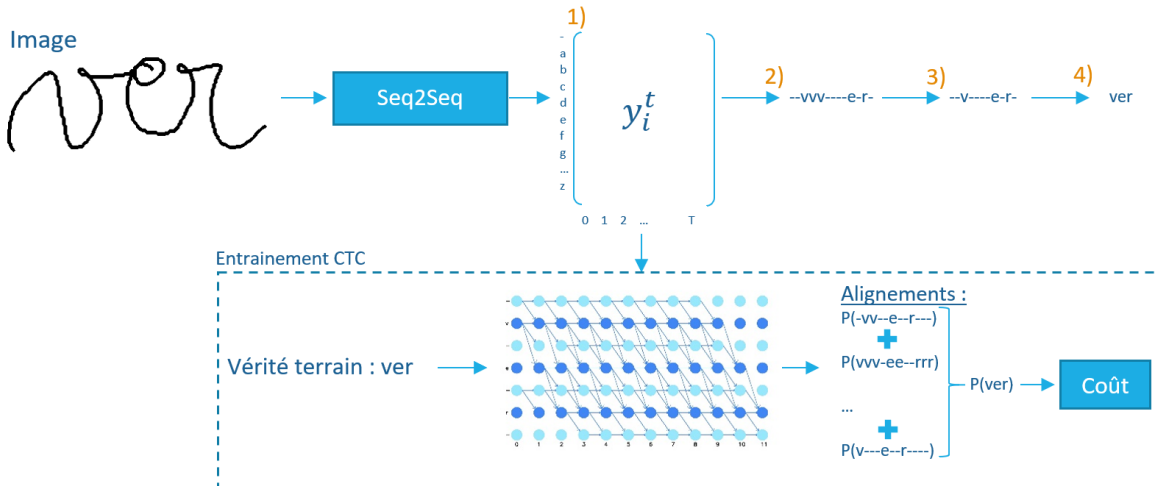 Image
ver
Seq2Seq
1)
-
a
b
c
d
e
f
g
...
z
y_i^t
0 1 2 ... T
2)
--vvv----e-r-
3)
--v----e-r-
4)
ver
Entrainement CTC
Vérité terrain : ver
-
v
-
e
-
r
-
0 1 2 3 4 5 6 7 8 9 10 11
Alignements :
P(-vv--e--r---)
+
P(vvv-ee--rrr)
...
+
P(v---e--r----)
P(ver)
Coût